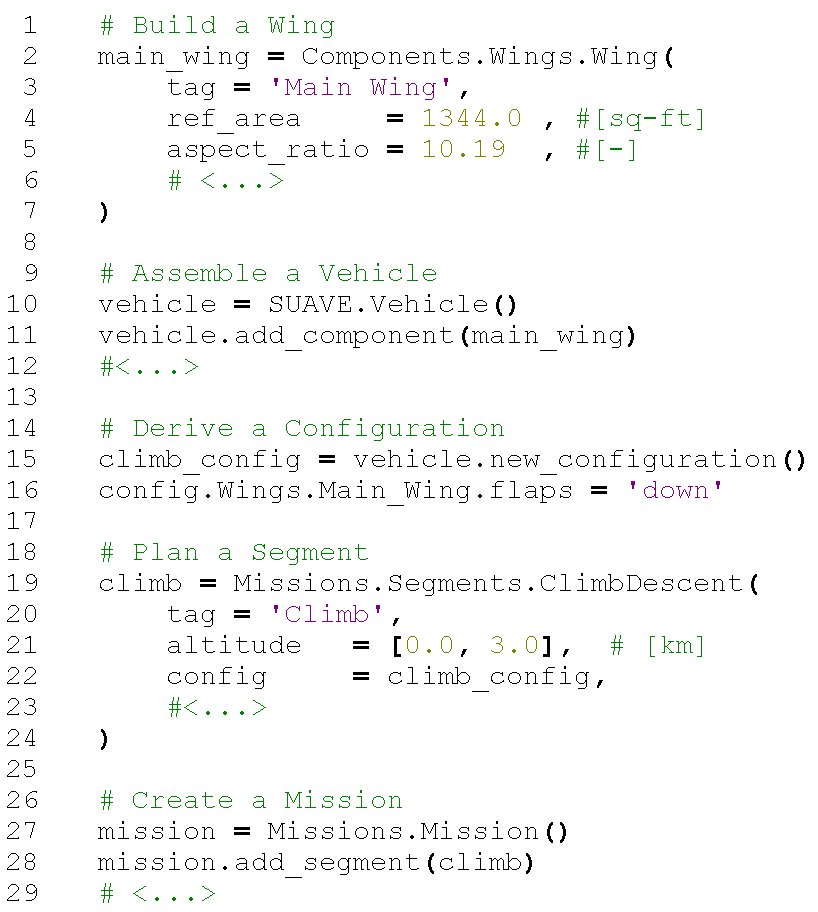 1 # Build a Wing
2 main_wing = Components.Wings.Wing(
3 tag = 'Main Wing',
4 ref_area = 1344.0 , #[sq-ft]
5 aspect_ratio = 10.19 , #[-]
6 # <...>
7 )
8
9 # Assemble a Vehicle
10 vehicle = SUAVE.Vehicle()
11 vehicle.add_component(main_wing)
12 #<...>
13
14 # Derive a Configuration
15 climb_config = vehicle.new_configuration()
16 config.Wings.Main_Wing.flaps = 'down'
17
18 # Plan a Segment
19 climb = Missions.Segments.ClimbDescent(
20 tag = 'Climb',
21 altitude = [0.0, 3.0], # [km]
22 config = climb_config,
23 #<...>
24 )
25
26 # Create a Mission
27 mission = Missions.Mission()
28 mission.add_segment(climb)
29 # <...>